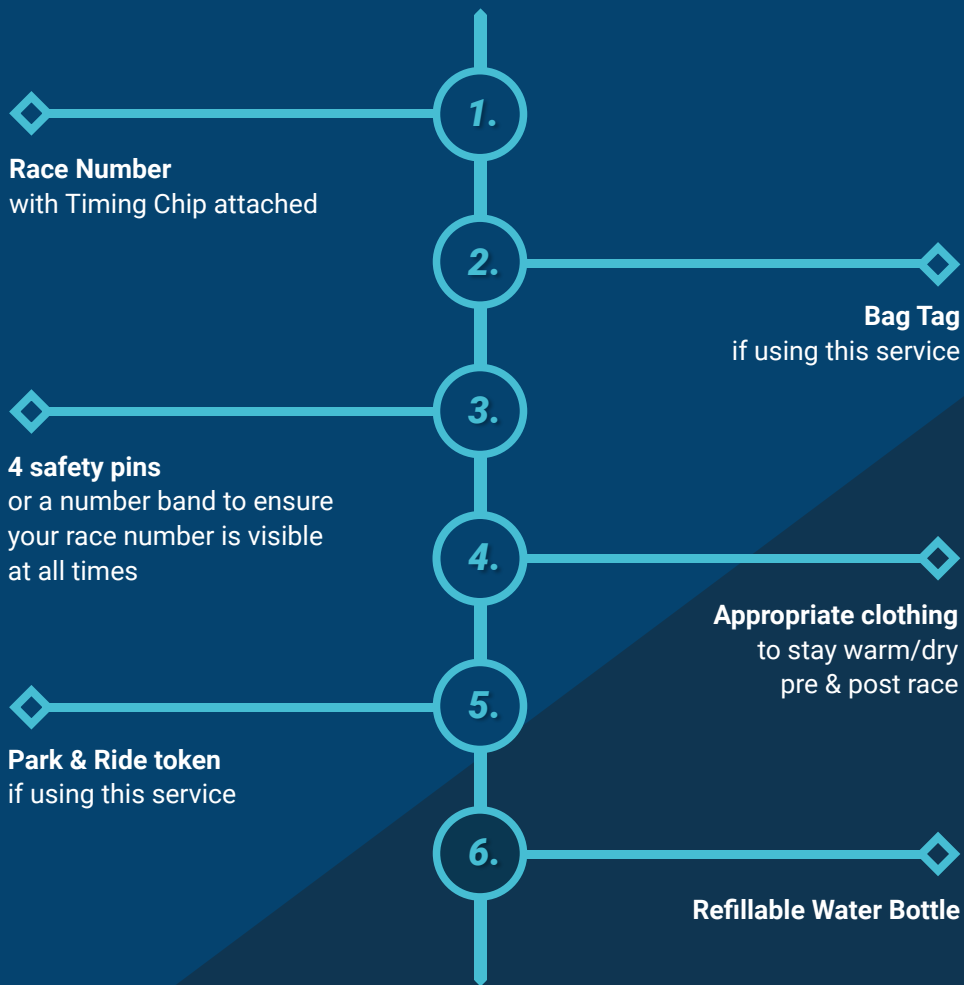 1.
Race Number
with Timing Chip attached
2.
Bag Tag
if using this service
3.
4 safety pins
or a number band to ensure
your race number is visible
at all times
4.
Appropriate clothing
to stay warm/dry
pre & post race
5.
Park & Ride token
if using this service
6.
Refillable Water Bottle